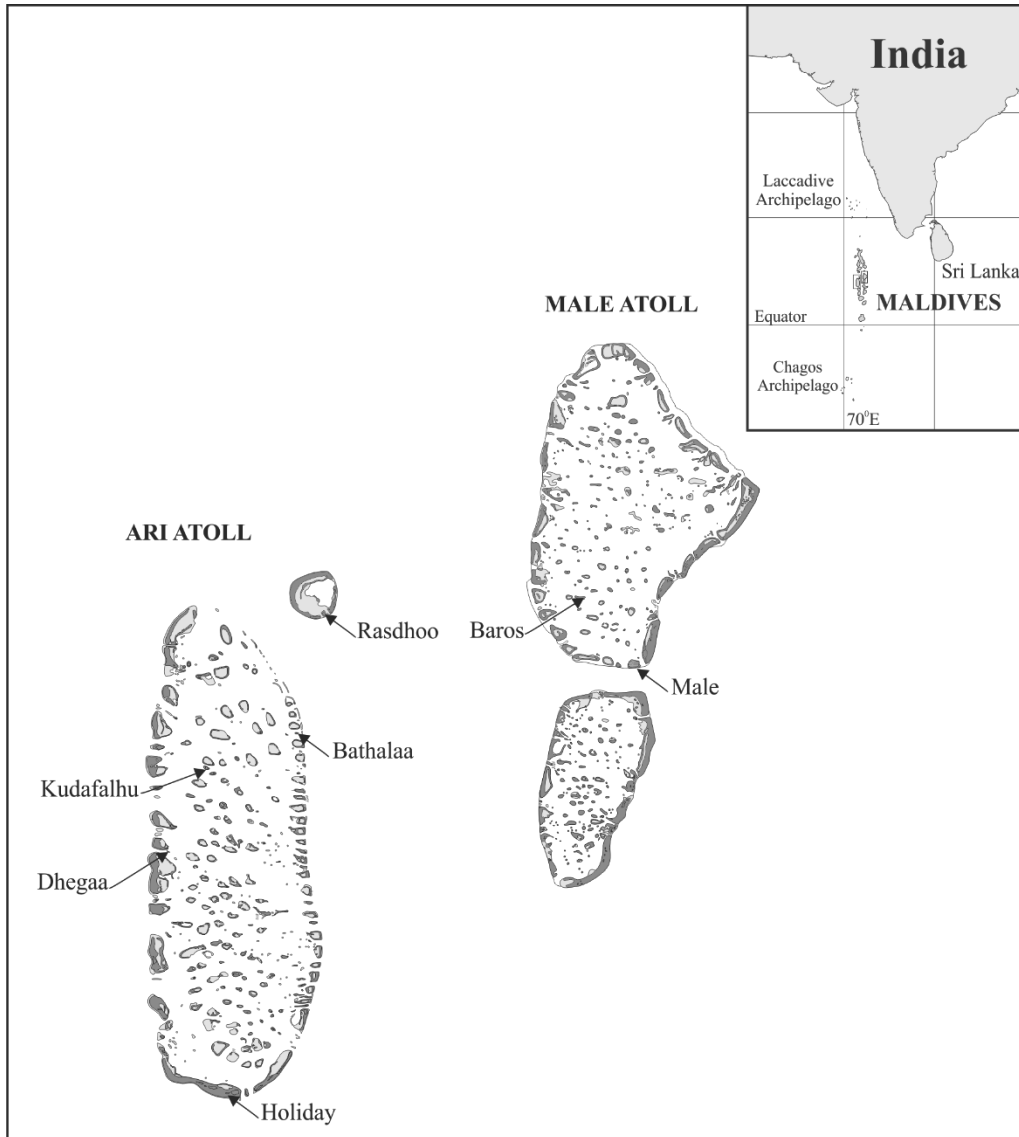 India
Laccadive
Archipelago
Sri Lanka
MALDIVES
Equator
Chagos
Archipelago
70⁰E
MALE ATOLL
ARI ATOLL
Rasdhoo
Baros
Male
Bathalaa
Kudafalhu
Dhegaa
Holiday